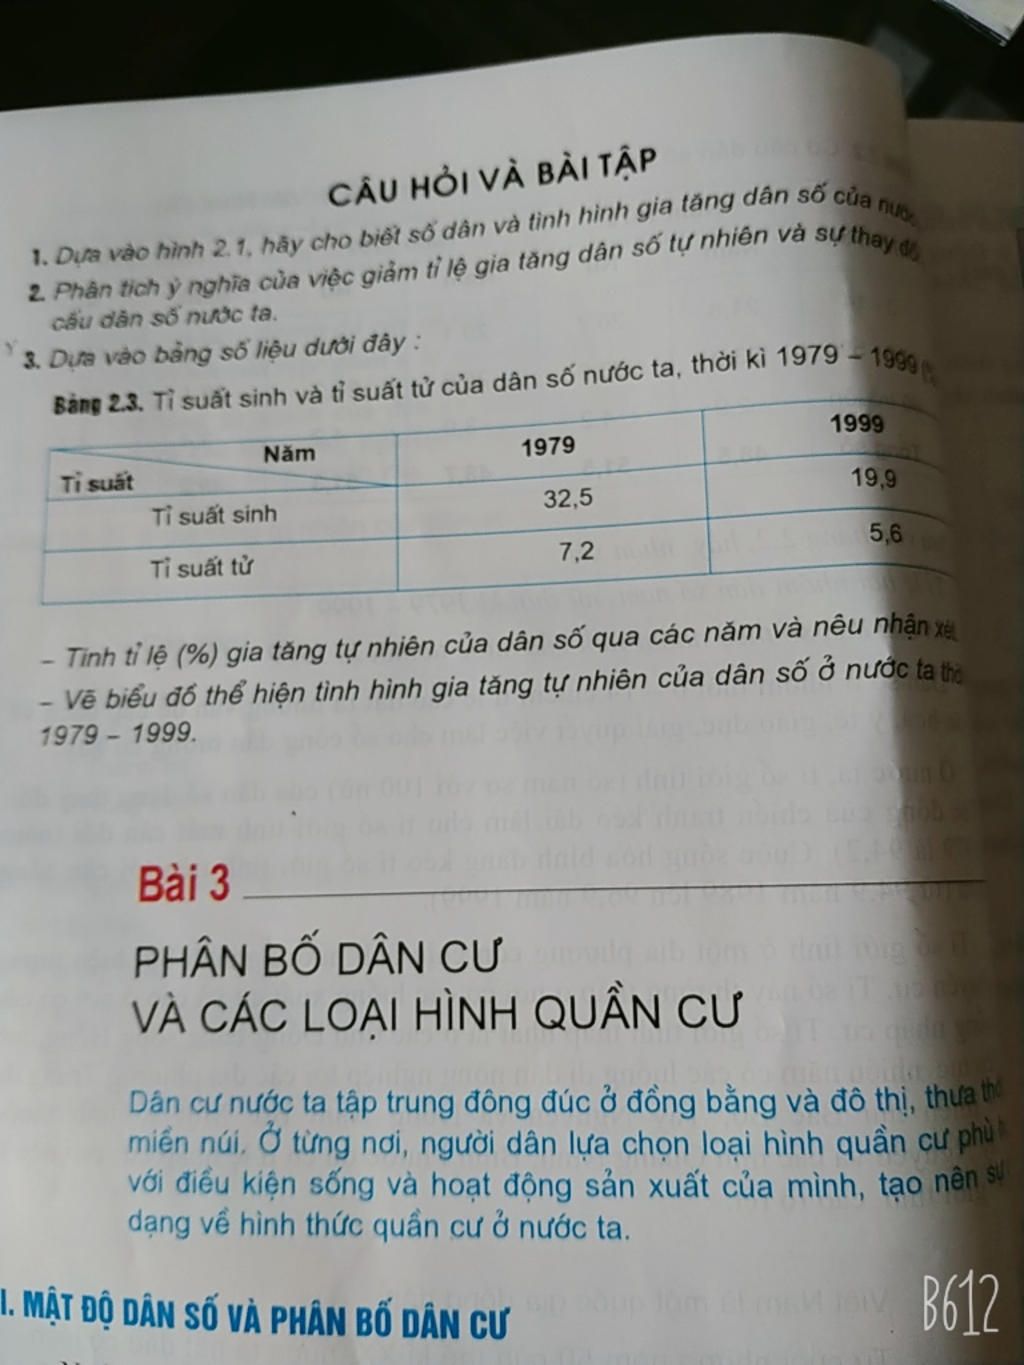 CÂU HỎI VÀ BÀI TẬP
1. Dựa vào hình 2.1, hãy cho biết số dân và tình hình gia tăng dân số của nước
2. Phân tích ý nghĩa của việc giảm tỉ lệ gia tăng dân số tự nhiên và sự thay đổi
cấu dân số nước ta.
3. Dựa vào bảng số liệu dưới đây :
Bảng 2.3. Tỉ suất sinh và tỉ suất tử của dân số nước ta, thời kì 1979 – 1999
Năm 1979 1999
Tỉ suất
Tỉ suất sinh 32,5 19,9
Tỉ suất tử 7,2 5,6
– Tính tỉ lệ (%) gia tăng tự nhiên của dân số qua các năm và nêu nhận xét.
– Vẽ biểu đồ thể hiện tình hình gia tăng tự nhiên của dân số ở nước ta
1979 – 1999.
Bài 3
PHÂN BỐ DÂN CƯ
VÀ CÁC LOẠI HÌNH QUẦN CƯ
Dân cư nước ta tập trung đông đúc ở đồng bằng và đô thị, thưa
miền núi. Ở từng nơi, người dân lựa chọn loại hình quần cư phù
với điều kiện sống và hoạt động sản xuất của mình, tạo nên sự
dạng về hình thức quần cư ở nước ta.
I. MẬT ĐỘ DÂN SỐ VÀ PHÂN BỐ DÂN CƯ
B612